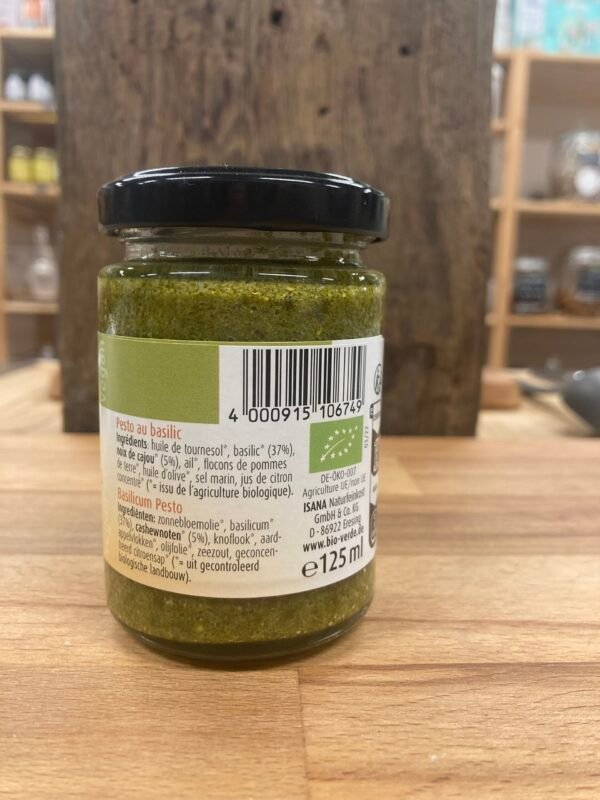 vegan
4 000915 106749
Pesto au basilic
Ingrédients: huile de tournesol*, basilic* (37%),
noix de cajou* (5%), ail*, flocons de pommes
de terre*, huile d'olive*, sel marin, jus de citron
concentré* (*= issu de l'agriculture biologique).
Basilicum Pesto
Ingrediënten: zonnebloemolie*, basilicum*
(37%), cashewnoten* (5%), knoflook*, aard-
appelvlokken*, olijfolie*, zeezout, geconcen-
treerd citroensap* (*= uit gecontroleerd
biologische landbouw).
DE-ÖKO-007
Agriculture UE/non UE
ISANA Naturfeinkost
GmbH & Co. KG
D - 86922 Eresing
www.bio-verde.de
℮125 ml
03/22